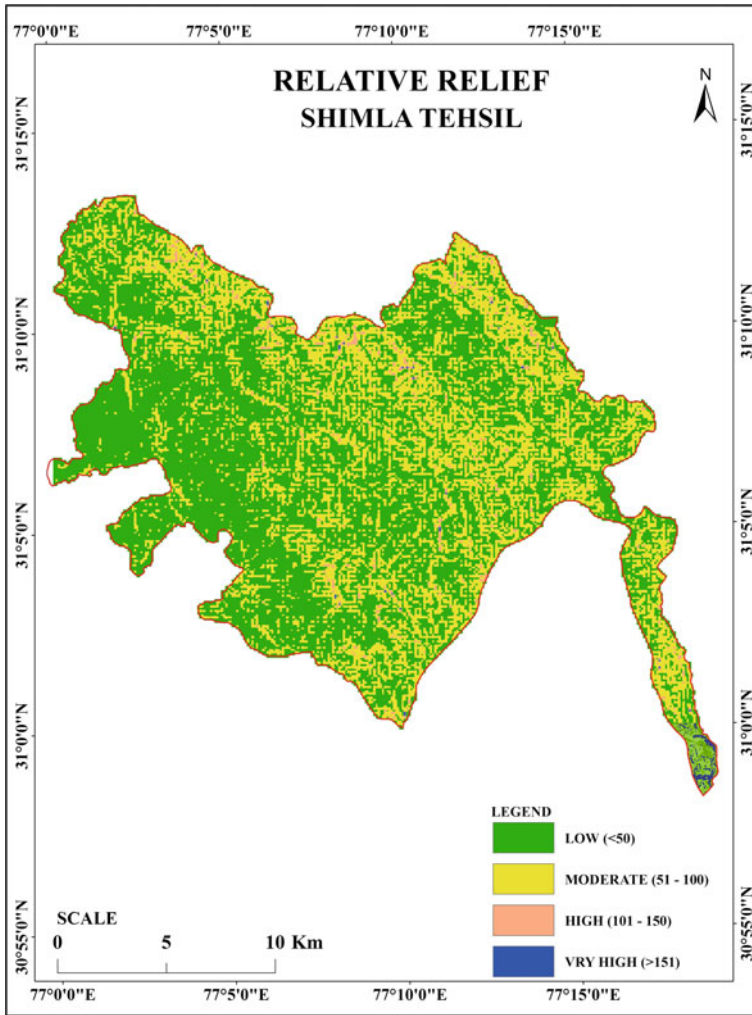 77°0'0"E 77°5'0"E 77°10'0"E 77°15'0"E
RELATIVE RELIEF
SHIMLA TEHSIL
N
31°15'0"N 31°15'0"N
31°10'0"N 31°10'0"N
31°5'0"N 31°5'0"N
31°0'0"N 31°0'0"N
30°55'0"N 30°55'0"N
LEGEND
LOW (<50)
MODERATE (51 - 100)
HIGH (101 - 150)
VRY HIGH (>151)
SCALE
0 5 10 Km
77°0'0"E 77°5'0"E 77°10'0"E 77°15'0"E